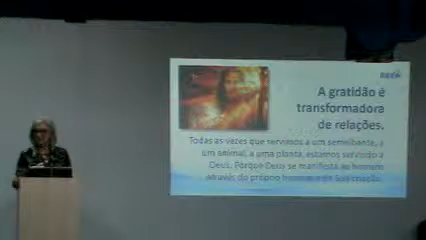 A gratidão é
transformadora
de relações.
Todas as vezes que servimos a um semelhante, a
um animal, a uma planta, estamos servindo a
Deus. Porque Deus se manifesta ao homem
através do próprio homem e de Sua criação.